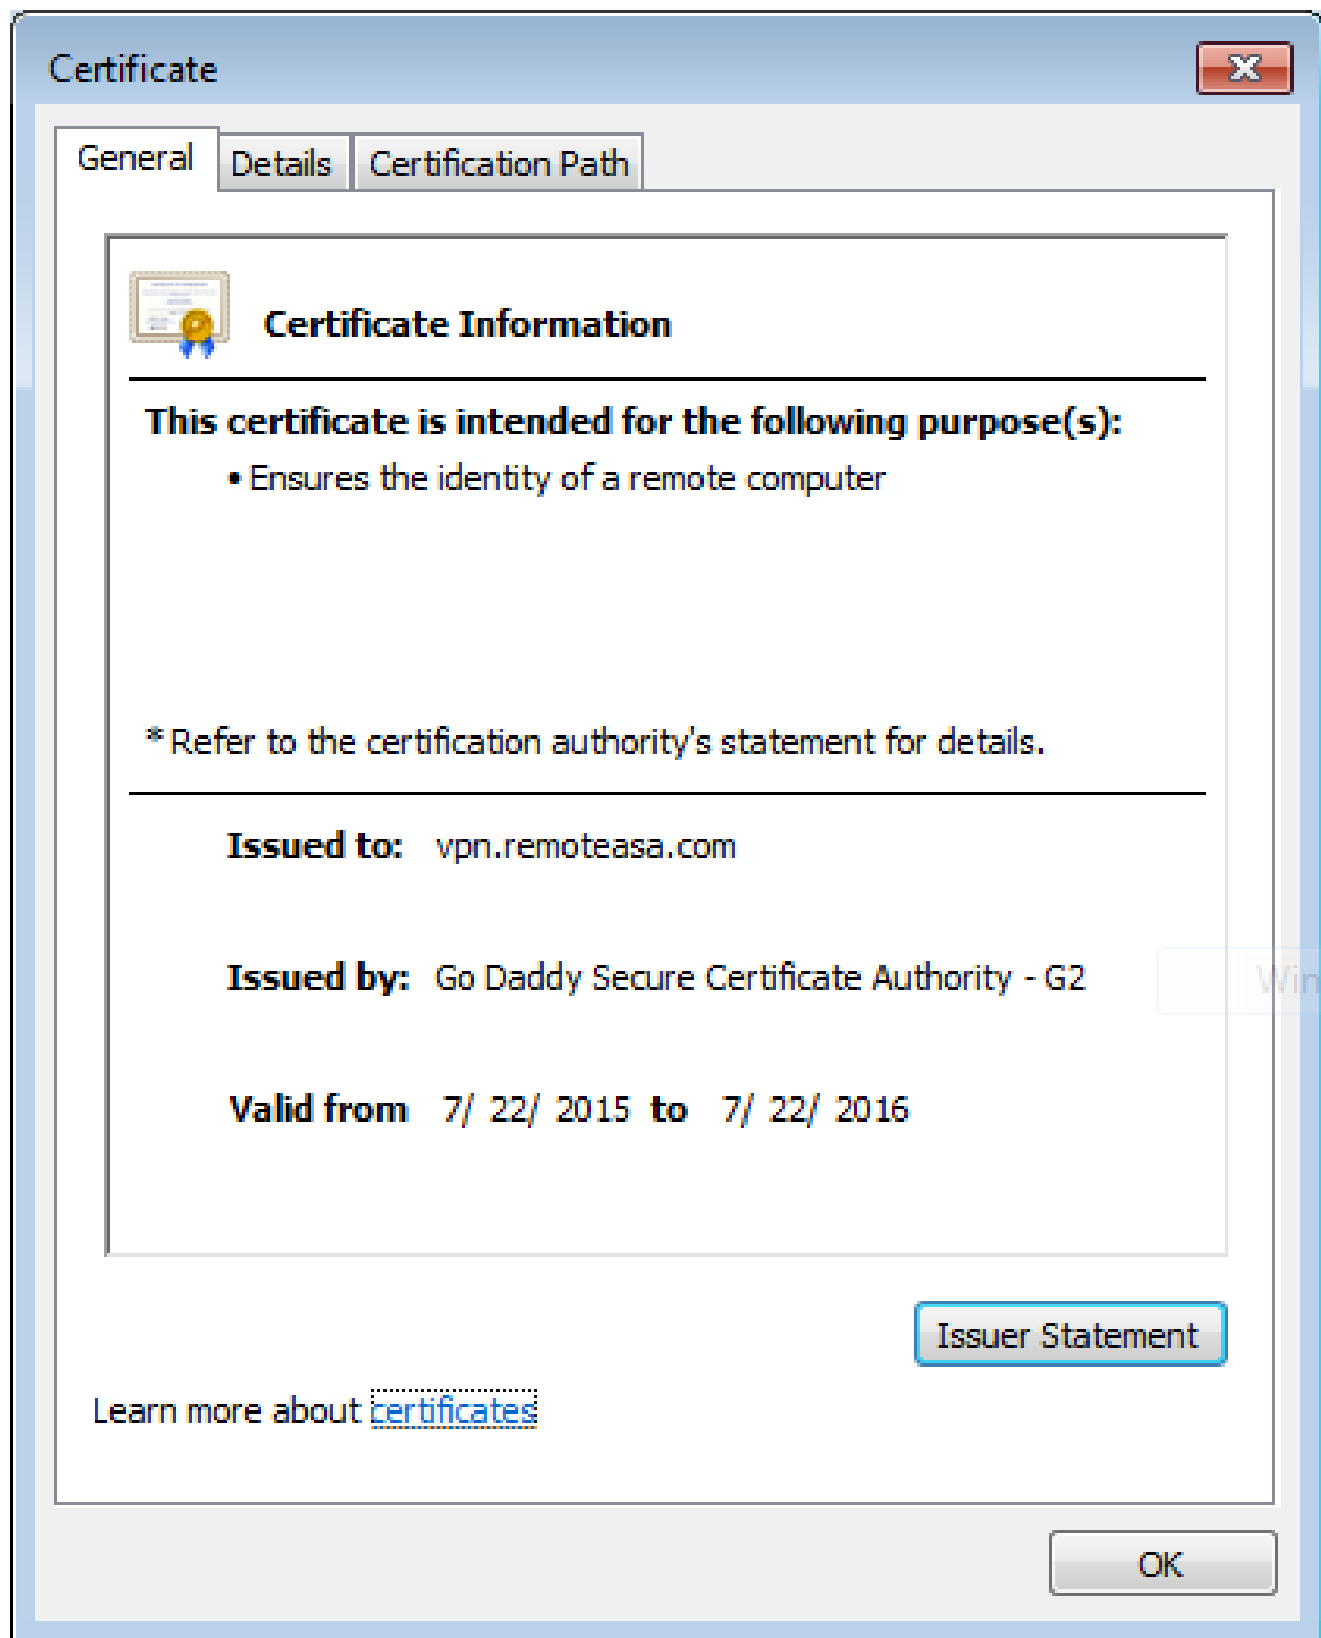 Certificate
General
Details
Certification Path
Certificate Information
This certificate is intended for the following purpose(s):
• Ensures the identity of a remote computer
* Refer to the certification authority's statement for details.
Issued to: vpn.remoteasa.com
Issued by: Go Daddy Secure Certificate Authority - G2
Valid from 7/ 22/ 2015 to 7/ 22/ 2016
Issuer Statement
Learn more about certificates
OK